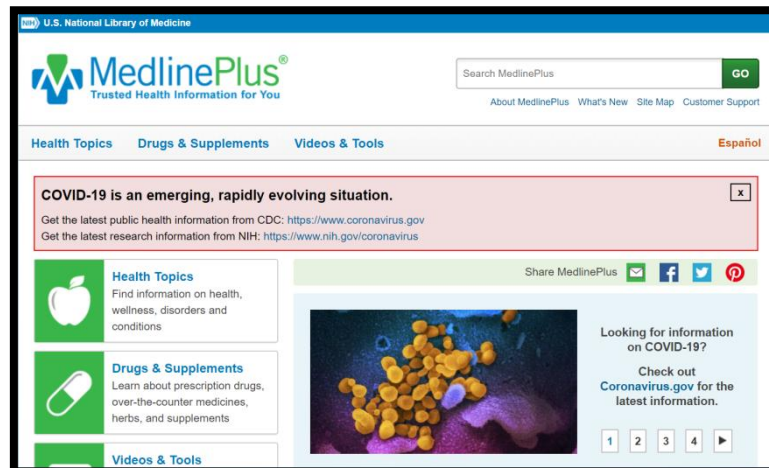 NIH U.S. National Library of Medicine
MedlinePlus®
Trusted Health Information for You
Search MedlinePlus
GO
About MedlinePlus What's New Site Map Customer Support
Health Topics Drugs & Supplements Videos & Tools Español
COVID-19 is an emerging, rapidly evolving situation.
x
Get the latest public health information from CDC: https://www.coronavirus.gov
Get the latest research information from NIH: https://www.nih.gov/coronavirus
Health Topics
Find information on health,
wellness, disorders and
conditions
Drugs & Supplements
Learn about prescription drugs,
over-the-counter medicines,
herbs, and supplements
Videos & Tools
Share MedlinePlus
Looking for information
on COVID-19?
Check out
Coronavirus.gov for the
latest information.
1 2 3 4